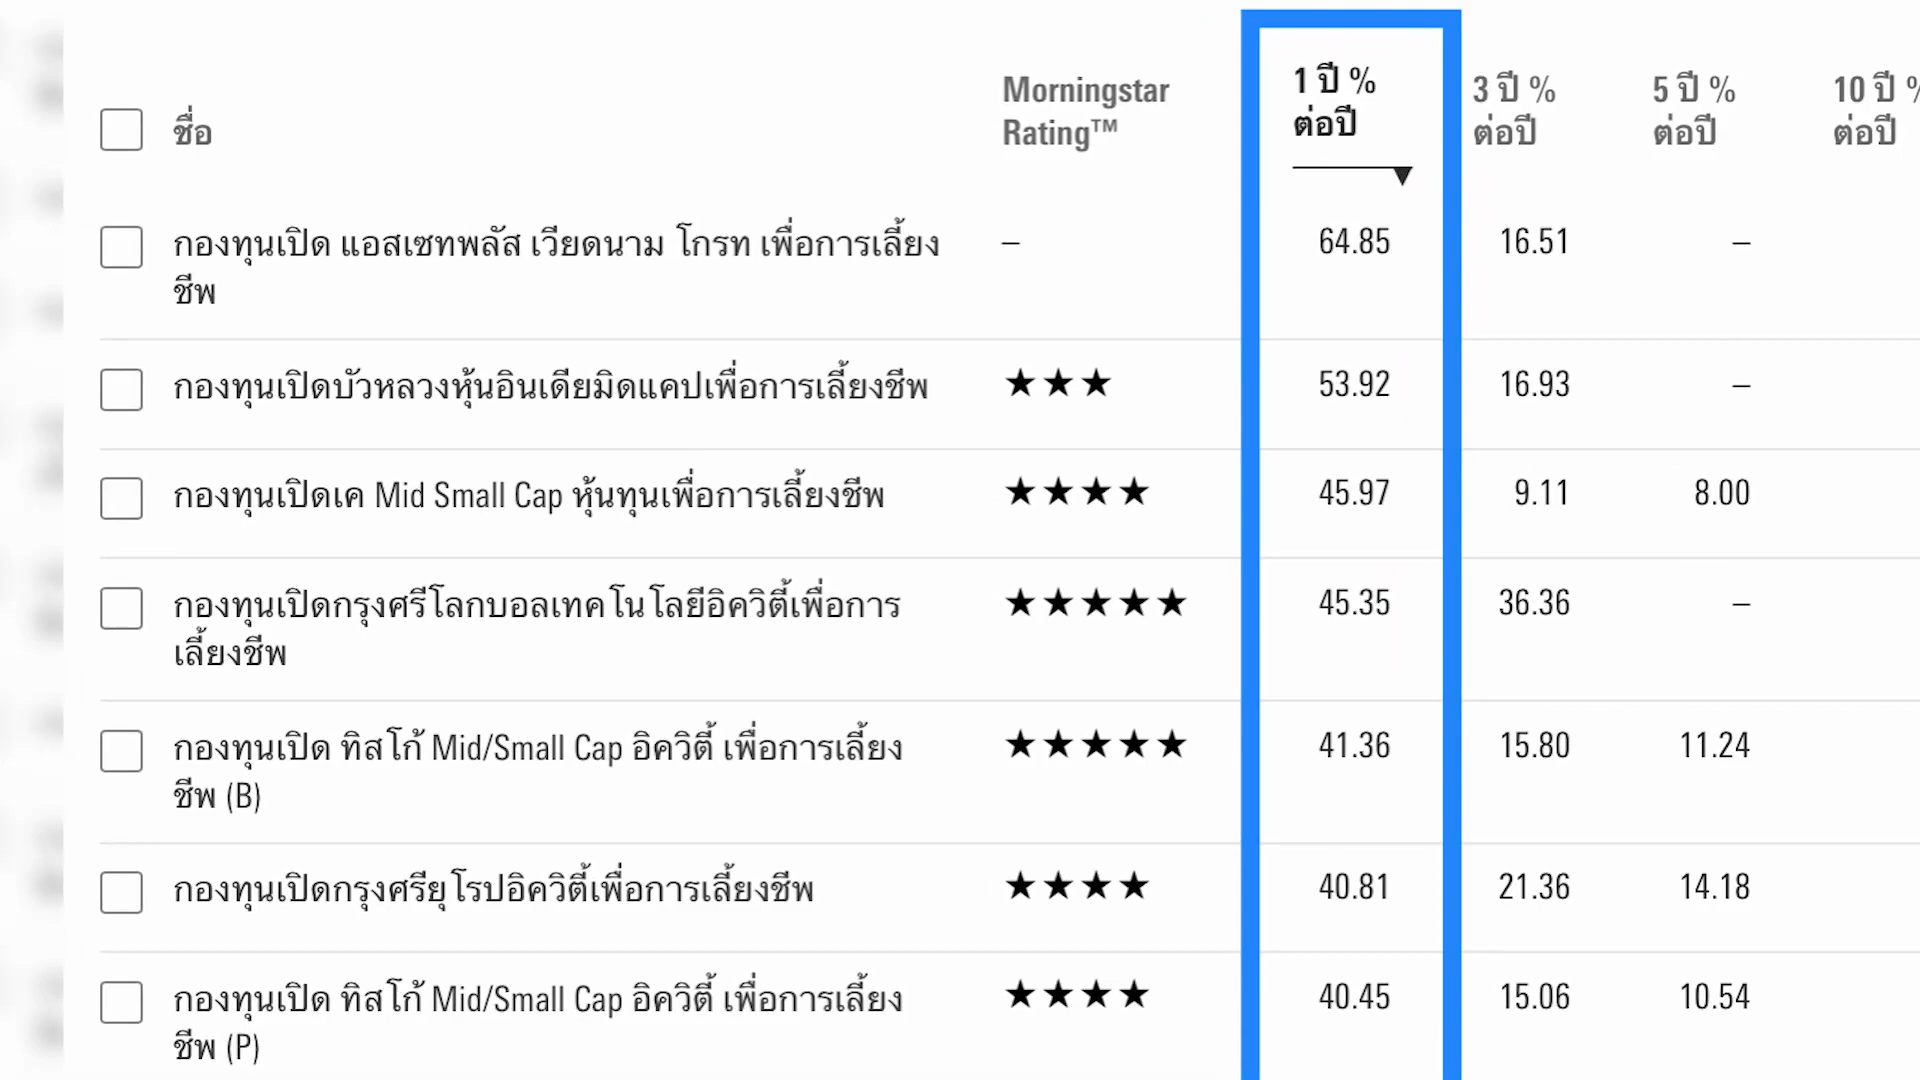 ชื่อ
Morningstar
Rating™
1 ปี %
ต่อปี
3 ปี %
ต่อปี
5 ปี %
ต่อปี
10 ปี %
ต่อปี
กองทุนเปิด แอสเซทพลัส เวียดนาม โกรท เพื่อการเลี้ยง
ชีพ
– 64.85 16.51 –
กองทุนเปิดบัวหลวงหุ้นอินเดียมิดแคปเพื่อการเลี้ยงชีพ ★★★ 53.92 16.93 –
กองทุนเปิดเค Mid Small Cap หุ้นทุนเพื่อการเลี้ยงชีพ ★★★★ 45.97 9.11 8.00
กองทุนเปิดกรุงศรีโลกบอลเทคโนโลยีอิควิตี้เพื่อการ
เลี้ยงชีพ
★★★★★ 45.35 36.36 –
กองทุนเปิด ทิสโก้ Mid/Small Cap อิควิตี้ เพื่อการเลี้ยง
ชีพ (B)
★★★★★ 41.36 15.80 11.24
กองทุนเปิดกรุงศรียุโรปอิควิตี้เพื่อการเลี้ยงชีพ ★★★★ 40.81 21.36 14.18
กองทุนเปิด ทิสโก้ Mid/Small Cap อิควิตี้ เพื่อการเลี้ยง
ชีพ (P)
★★★★ 40.45 15.06 10.54